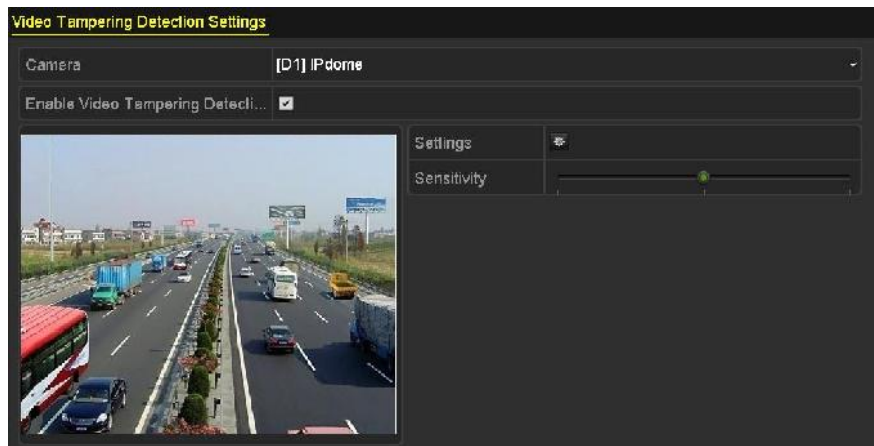 Video Tampering Detection Settings
Camera [D1] IPdome
Enable Video Tampering Detecti...
Settings
Sensitivity